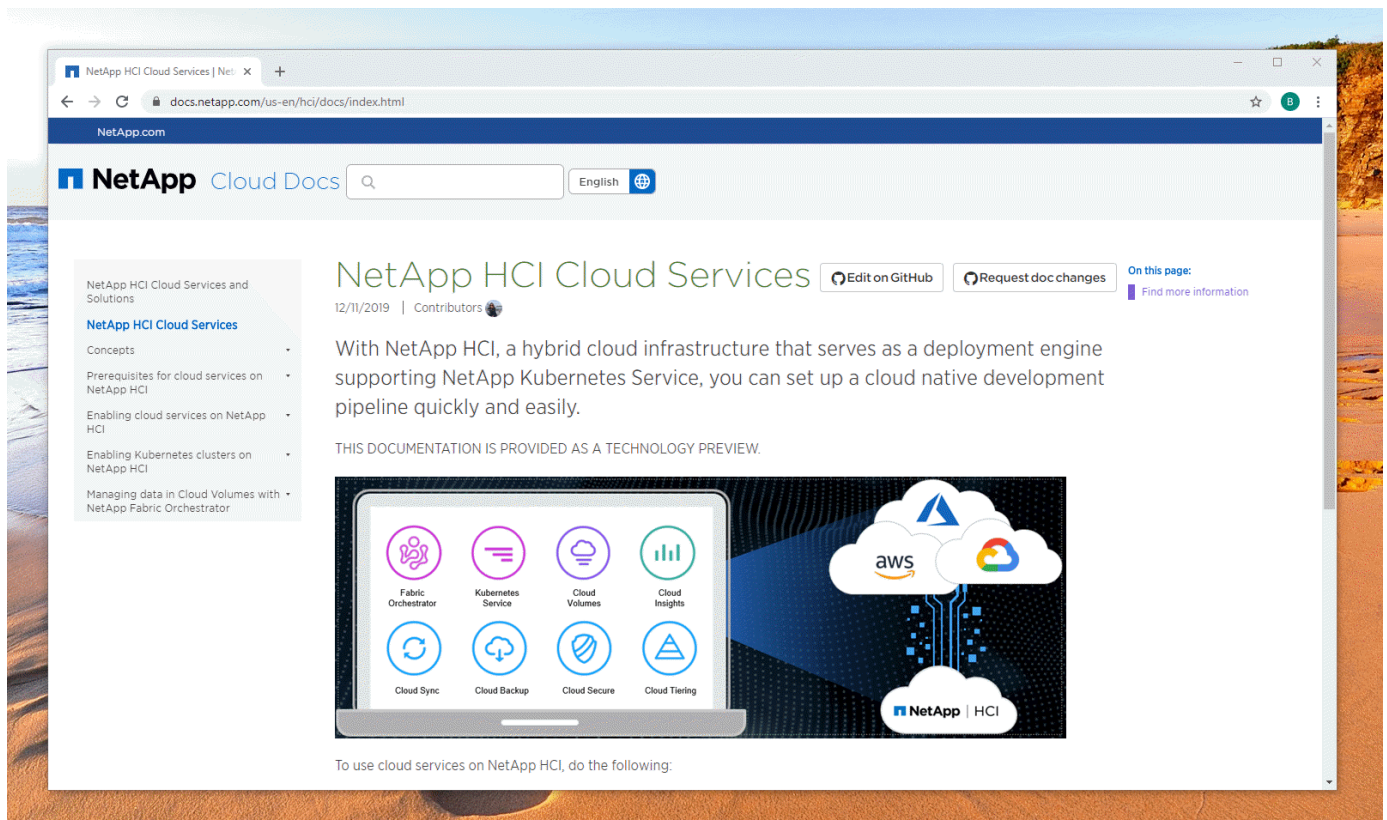 NetApp HCI Cloud Services | Net
docs.netapp.com/us-en/hci/docs/index.html
B
NetApp.com
NetApp Cloud Docs
English
NetApp HCI Cloud Services and
Solutions
NetApp HCI Cloud Services
Concepts
Prerequisites for cloud services on
NetApp HCI
Enabling cloud services on NetApp
HCI
Enabling Kubernetes clusters on
NetApp HCI
Managing data in Cloud Volumes with
NetApp Fabric Orchestrator
NetApp HCI Cloud Services
Edit on GitHub
Request doc changes
On this page:
Find more information
12/11/2019 | Contributors
With NetApp HCI, a hybrid cloud infrastructure that serves as a deployment engine
supporting NetApp Kubernetes Service, you can set up a cloud native development
pipeline quickly and easily.
THIS DOCUMENTATION IS PROVIDED AS A TECHNOLOGY PREVIEW.
Fabric
Orchestrator
Kubernetes
Service
Cloud
Volumes
Cloud
Insights
Cloud Sync
Cloud Backup
Cloud Secure
Cloud Tiering
aws
NetApp | HCI
To use cloud services on NetApp HCI, do the following: